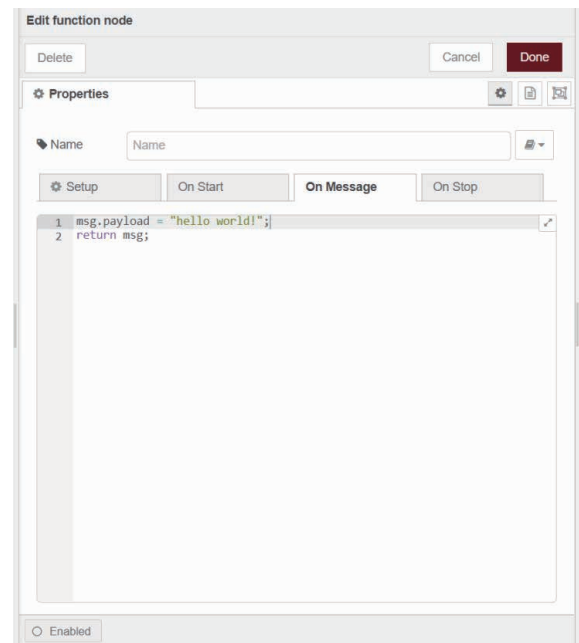 Edit function node
Delete Cancel Done
Properties
Name Name
Setup On Start On Message On Stop
1 msg.payload = "hello world!";
2 return msg;
Enabled